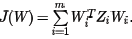 J(W) = \sum_{i=1}^{m} W_i^T Z_i W_i.